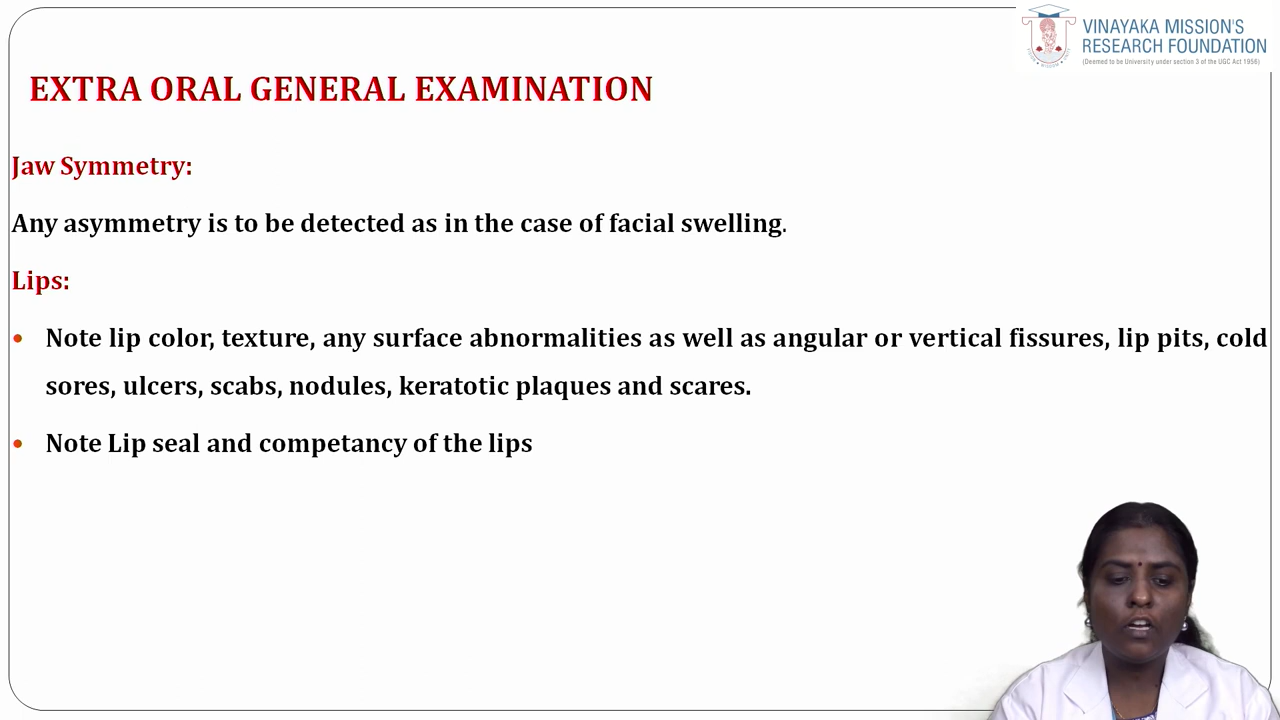 VINAYAKA MISSION'S
RESEARCH FOUNDATION
(Deemed to be University under section 3 of the UGC Act 1956)
EXTRA ORAL GENERAL EXAMINATION
Jaw Symmetry:
Any asymmetry is to be detected as in the case of facial swelling.
Lips:
• Note lip color, texture, any surface abnormalities as well as angular or vertical fissures, lip pits, cold
sores, ulcers, scabs, nodules, keratotic plaques and scares.
• Note Lip seal and competancy of the lips